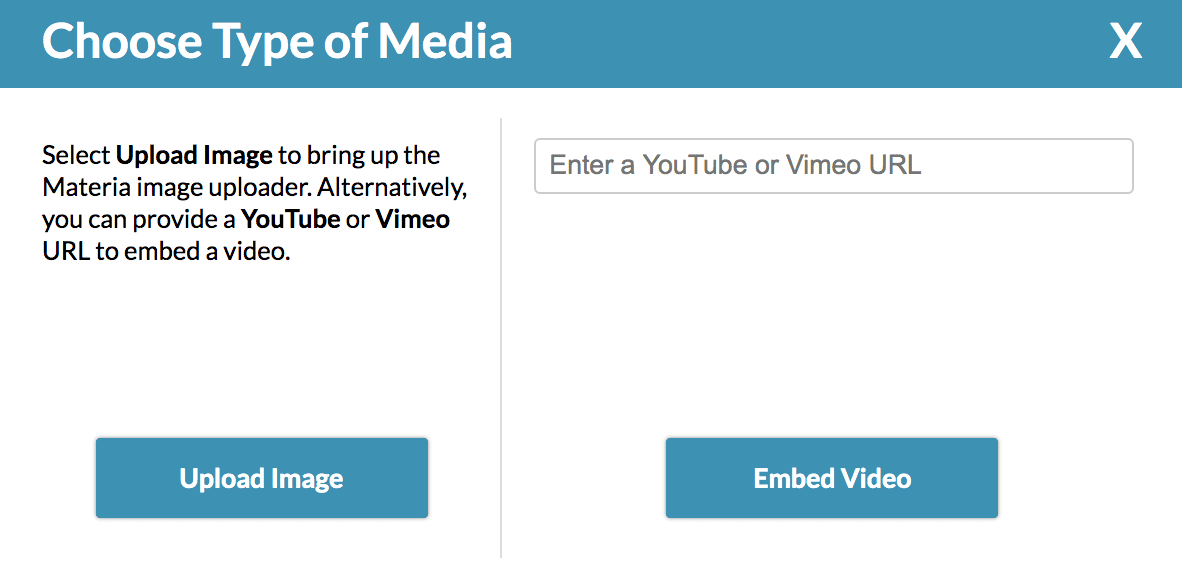 Choose Type of Media
X
Select Upload Image to bring up the
Materia image uploader. Alternatively,
you can provide a YouTube or Vimeo
URL to embed a video.
Upload Image
Enter a YouTube or Vimeo URL
Embed Video